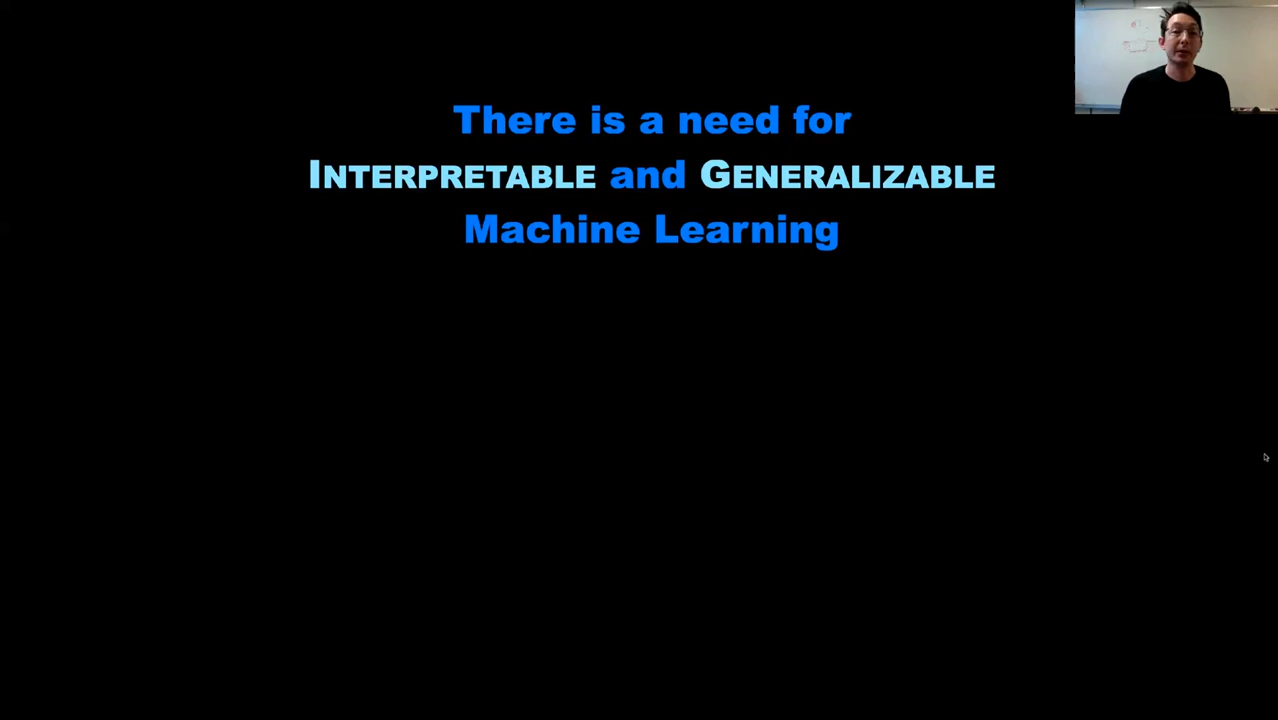 There is a need for
INTERPRETABLE and GENERALIZABLE
Machine Learning